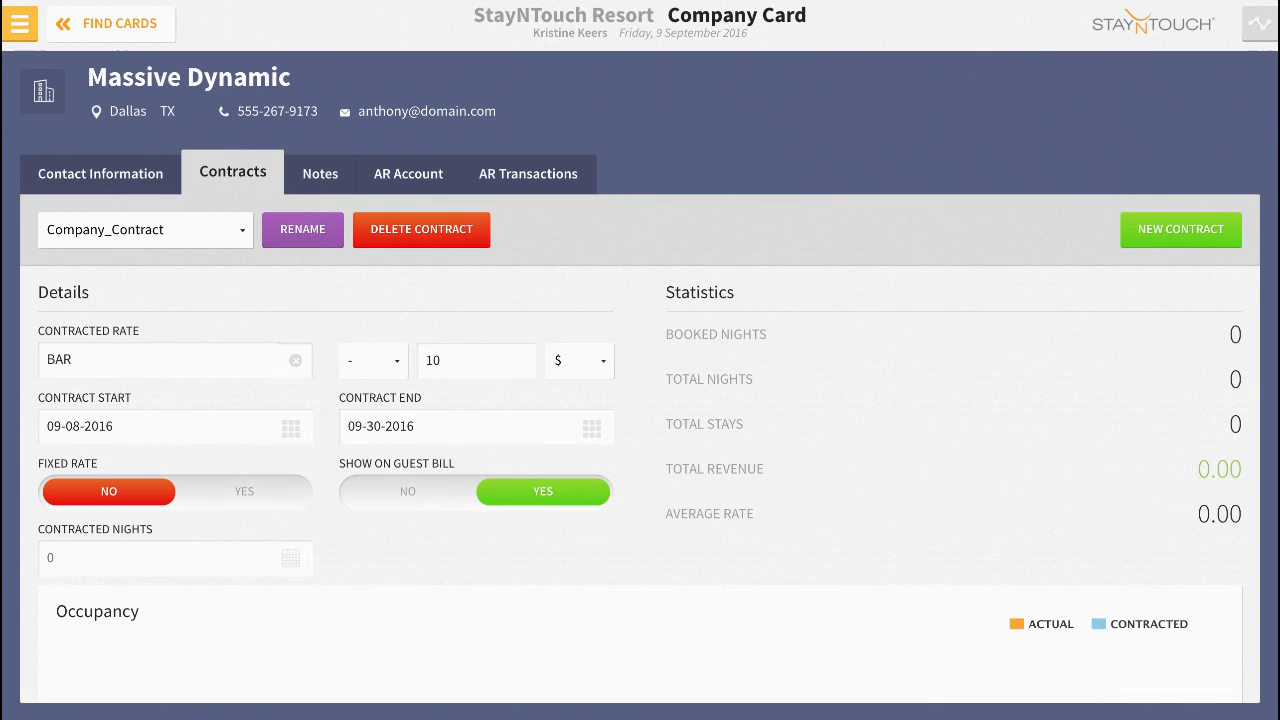 FIND CARDS
StayNTouch Resort Company Card
Kristine Keers Friday, 9 September 2016
STAYNTOUCH
Massive Dynamic
Dallas TX 555-267-9173 anthony@domain.com
Contact Information Contracts Notes AR Account AR Transactions
Company_Contract RENAME DELETE CONTRACT NEW CONTRACT
Details
CONTRACTED RATE
BAR - 10 $
CONTRACT START CONTRACT END
09-08-2016 09-30-2016
FIXED RATE SHOW ON GUEST BILL
NO YES NO YES
CONTRACTED NIGHTS
0
Statistics
BOOKED NIGHTS 0
TOTAL NIGHTS 0
TOTAL STAYS 0
TOTAL REVENUE 0.00
AVERAGE RATE 0.00
Occupancy
ACTUAL CONTRACTED